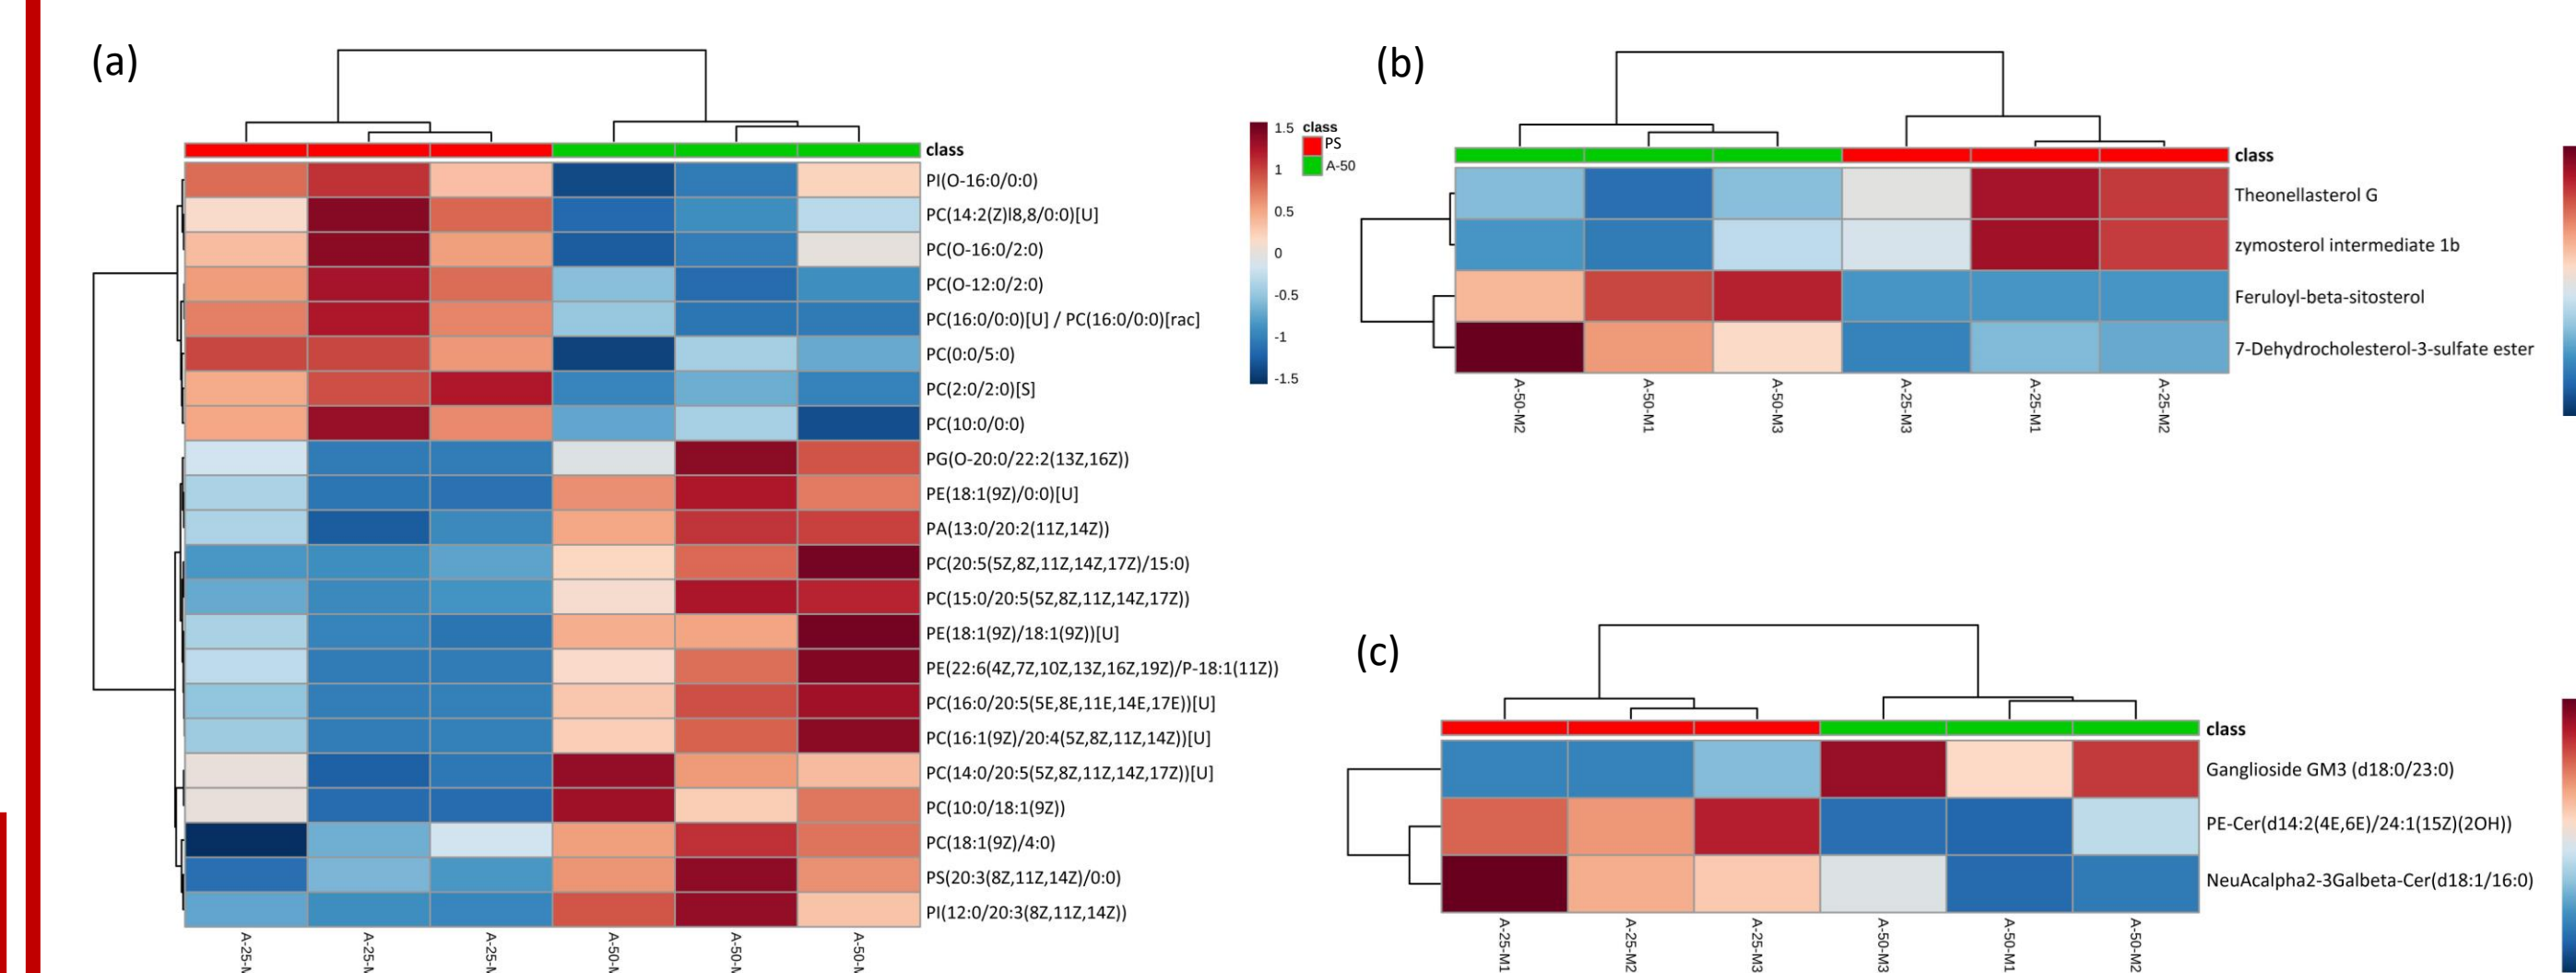 (a)
class
PI(O-16:0/0:0)
PC(14:2(Z)l8,8/0:0)[U]
PC(O-16:0/2:0)
PC(O-12:0/2:0)
PC(16:0/0:0)[U] / PC(16:0/0:0)[rac]
PC(0:0/5:0)
PC(2:0/2:0)[S]
PC(10:0/0:0)
PG(O-20:0/22:2(13Z,16Z))
PE(18:1(9Z)/0:0)[U]
PA(13:0/20:2(11Z,14Z))
PC(20:5(5Z,8Z,11Z,14Z,17Z)/15:0)
PC(15:0/20:5(5Z,8Z,11Z,14Z,17Z))
PE(18:1(9Z)/18:1(9Z))[U]
PE(22:6(4Z,7Z,10Z,13Z,16Z,19Z)/P-18:1(11Z))
PC(16:0/20:5(5E,8E,11E,14E,17E))[U]
PC(16:1(9Z)/20:4(5Z,8Z,11Z,14Z))[U]
PC(14:0/20:5(5Z,8Z,11Z,14Z,17Z))[U]
PC(10:0/18:1(9Z))
PC(18:1(9Z)/4:0)
PS(20:3(8Z,11Z,14Z)/0:0)
PI(12:0/20:3(8Z,11Z,14Z))
A-25-M
A-25-M
A-25-M
A-50-M
A-50-M
A-50-M
1.5
1
0.5
0
-0.5
-1
-1.5
class
PS
A-50
(b)
class
Theonellasterol G
zymosterol intermediate 1b
Feruloyl-beta-sitosterol
7-Dehydrocholesterol-3-sulfate ester
A-50-M2
A-50-M1
A-50-M3
A-25-M3
A-25-M1
A-25-M2
(c)
class
Ganglioside GM3 (d18:0/23:0)
PE-Cer(d14:2(4E,6E)/24:1(15Z)(2OH))
NeuAcalpha2-3Galbeta-Cer(d18:1/16:0)
A-25-M1
A-25-M2
A-25-M3
A-50-M3
A-50-M1
A-50-M2